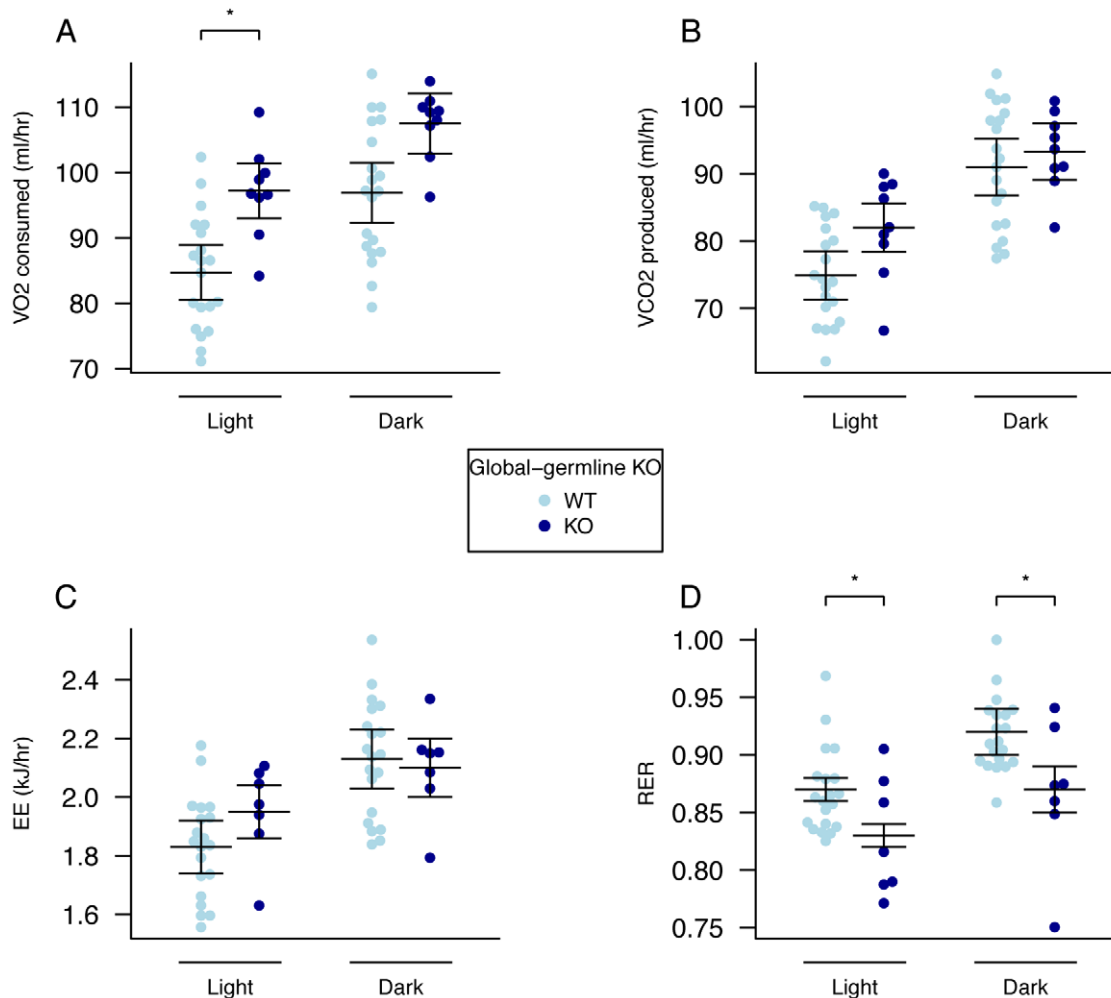 A
*
VO2 consumed (ml/hr)
110
100
90
80
70
Light
Dark
B
VCO2 produced (ml/hr)
100
90
80
70
Light
Dark
Global-germline KO
WT
KO
C
EE (kJ/hr)
2.4
2.2
2.0
1.8
1.6
Light
Dark
D
*
*
RER
1.00
0.95
0.90
0.85
0.80
0.75
Light
Dark